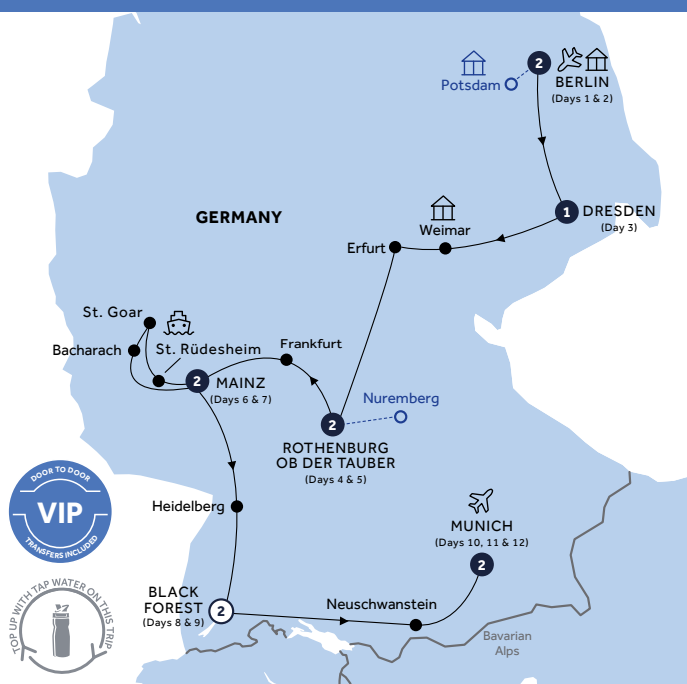 2
BERLIN
(Days 1 & 2)
Potsdam
1
DRESDEN
(Day 3)
GERMANY
Weimar
Erfurt
St. Goar
Bacharach
St. Rüdesheim
Frankfurt
2
MAINZ
(Days 6 & 7)
Nuremberg
2
ROTHENBURG
OB DER TAUBER
(Days 4 & 5)
DOOR TO DOOR
VIP
TRANSFERS INCLUDED
Heidelberg
MUNICH
(Days 10, 11 & 12)
2
TOP UP WITH TAP WATER ON THIS TRIP
BLACK
FOREST
(Days 8 & 9)
2
Neuschwanstein
Bavarian
Alps